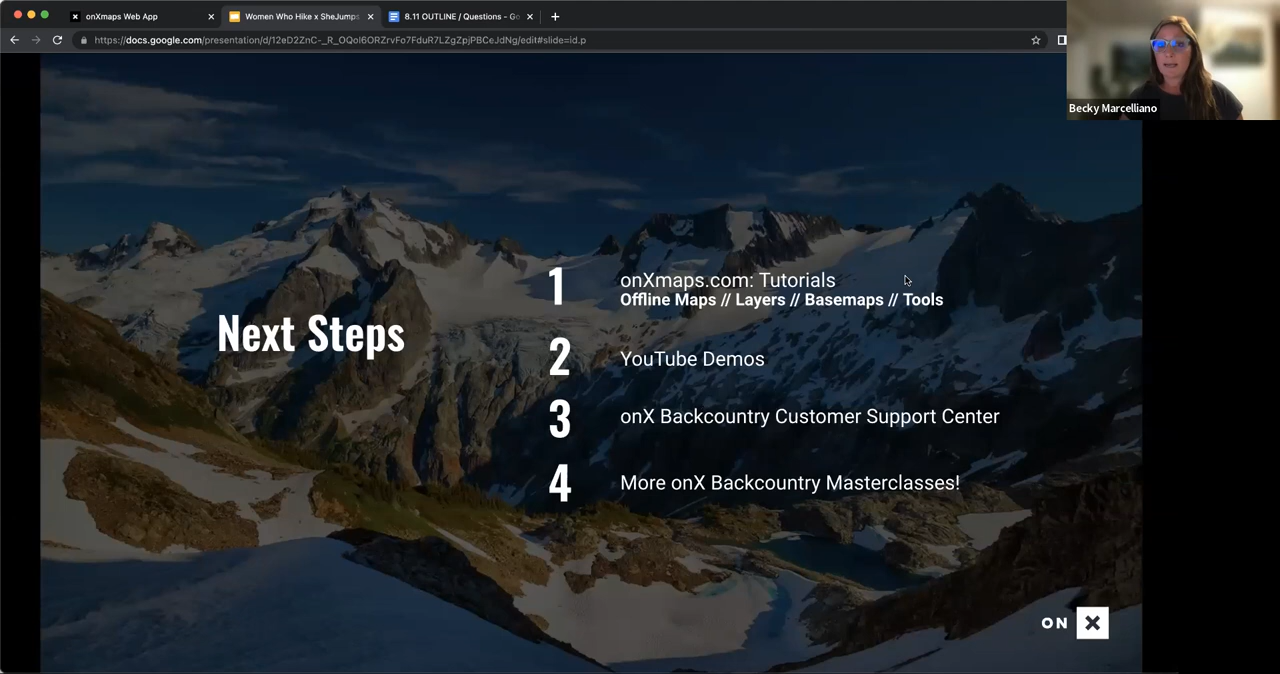 onXmaps Web App
Women Who Hike x SheJumps
8.11 OUTLINE / Questions - Go
https://docs.google.com/presentation/d/12eD2ZnC-_R_OQoI6ORZrvFo7FduR7LZgZpjPBCeJdNg/edit#slide=id.p
Becky Marcelliano
Next Steps
1
onXmaps.com: Tutorials
Offline Maps // Layers // Basemaps // Tools
2
YouTube Demos
3
onX Backcountry Customer Support Center
4
More onX Backcountry Masterclasses!
ON X